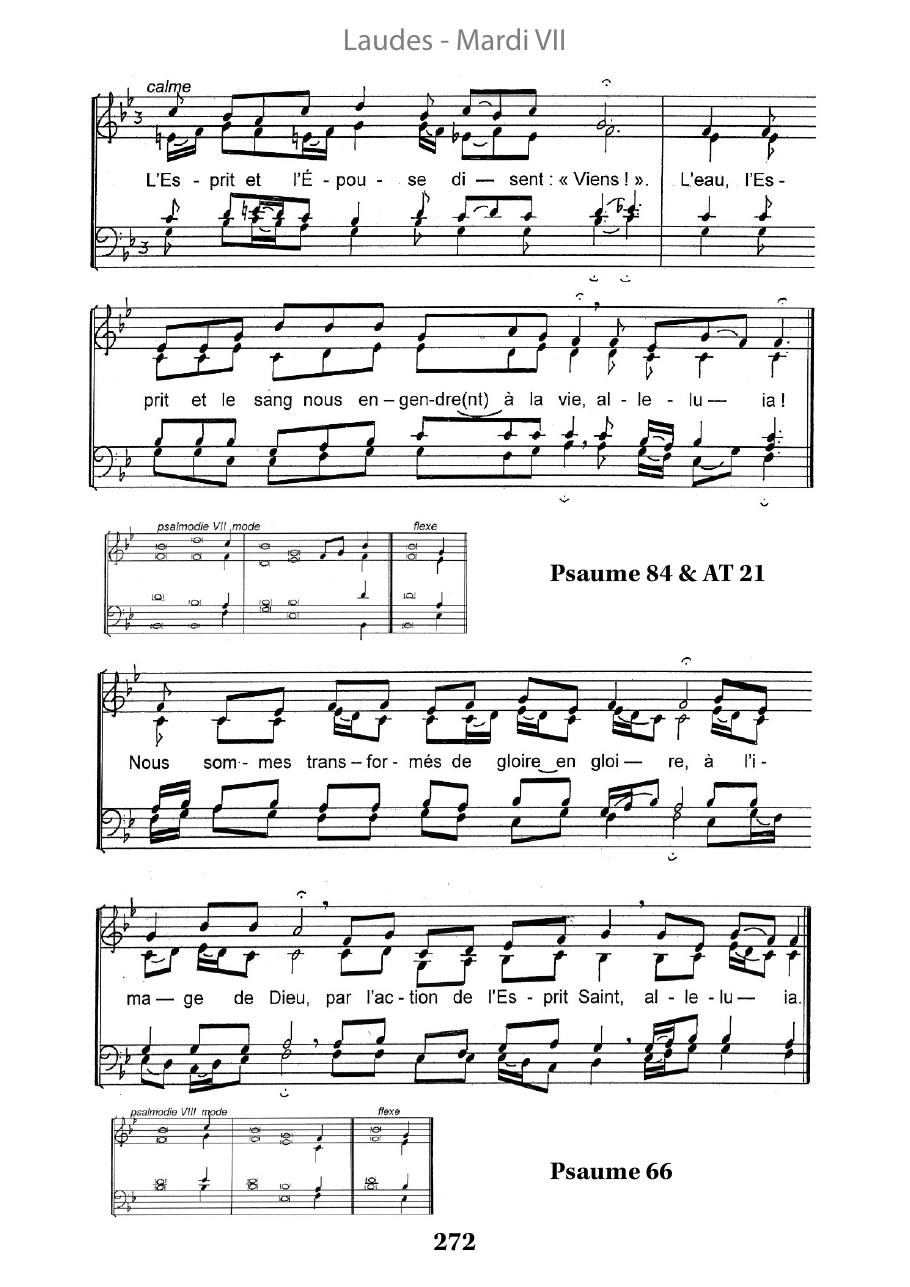 Laudes - Mardi VII
calme
L'Es - prit et l'É - pou - se di — sent : « Viens ! ». L'eau, l'Es-
prit et le sang nous en – gen-dre(nt) à la vie, al - le - lu — ia !
psalmodie VII mode flexe
Psaume 84 & AT 21
Nous som - mes trans – for - més de gloire en gloi — re, à l'i -
ma — ge de Dieu, par l'ac - tion de l'Es - prit Saint, al - le - lu — ia.
psalmodie VIII mode flexe
Psaume 66
272